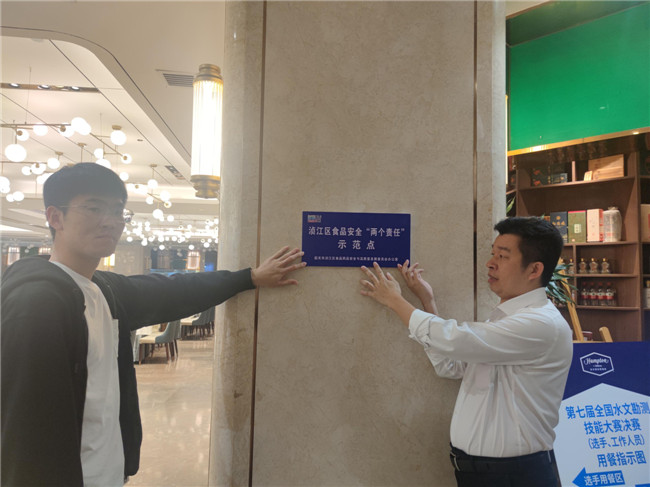 浈江区食品安全“两个责任”
示范点
Hampton
第七届全国水文勘测
技能大赛决赛
(选手、工作人员)
用餐指示图
选手用餐区